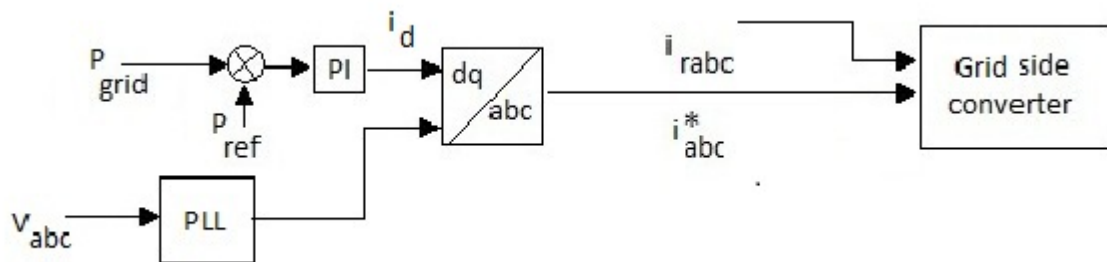 P grid
P ref
PI
i d
dq
abc
i rabc
i* abc
Grid side
converter
V abc
PLL